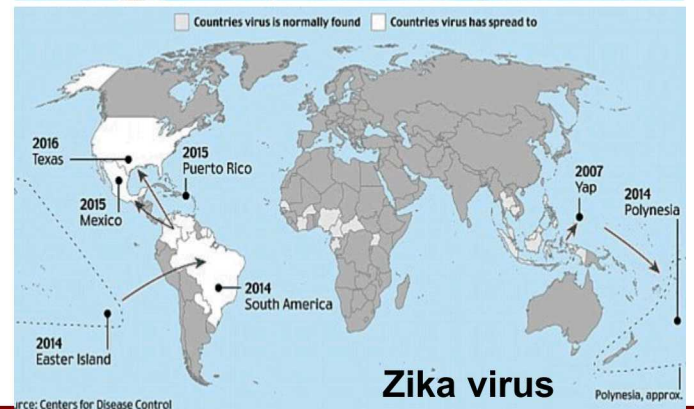 Countries virus is normally found
Countries virus has spread to
2016
Texas
2015
Puerto Rico
2015
Mexico
2007
Yap
2014
Polynesia
2014
South America
2014
Easter Island
Zika virus
Polynesia, approx.
urce: Centers for Disease Control